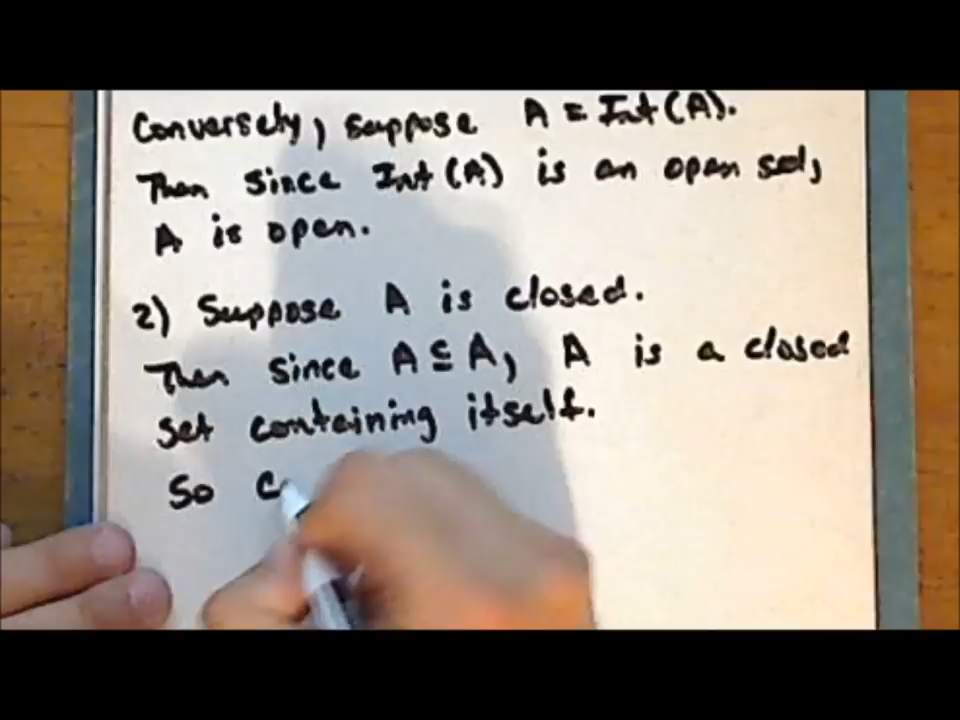 Conversely, suppose A = Int(A).
Then since Int(A) is an open set,
A is open.
2) Suppose A is closed.
Then since A ⊆ A, A is a closed
set containing itself.
So C